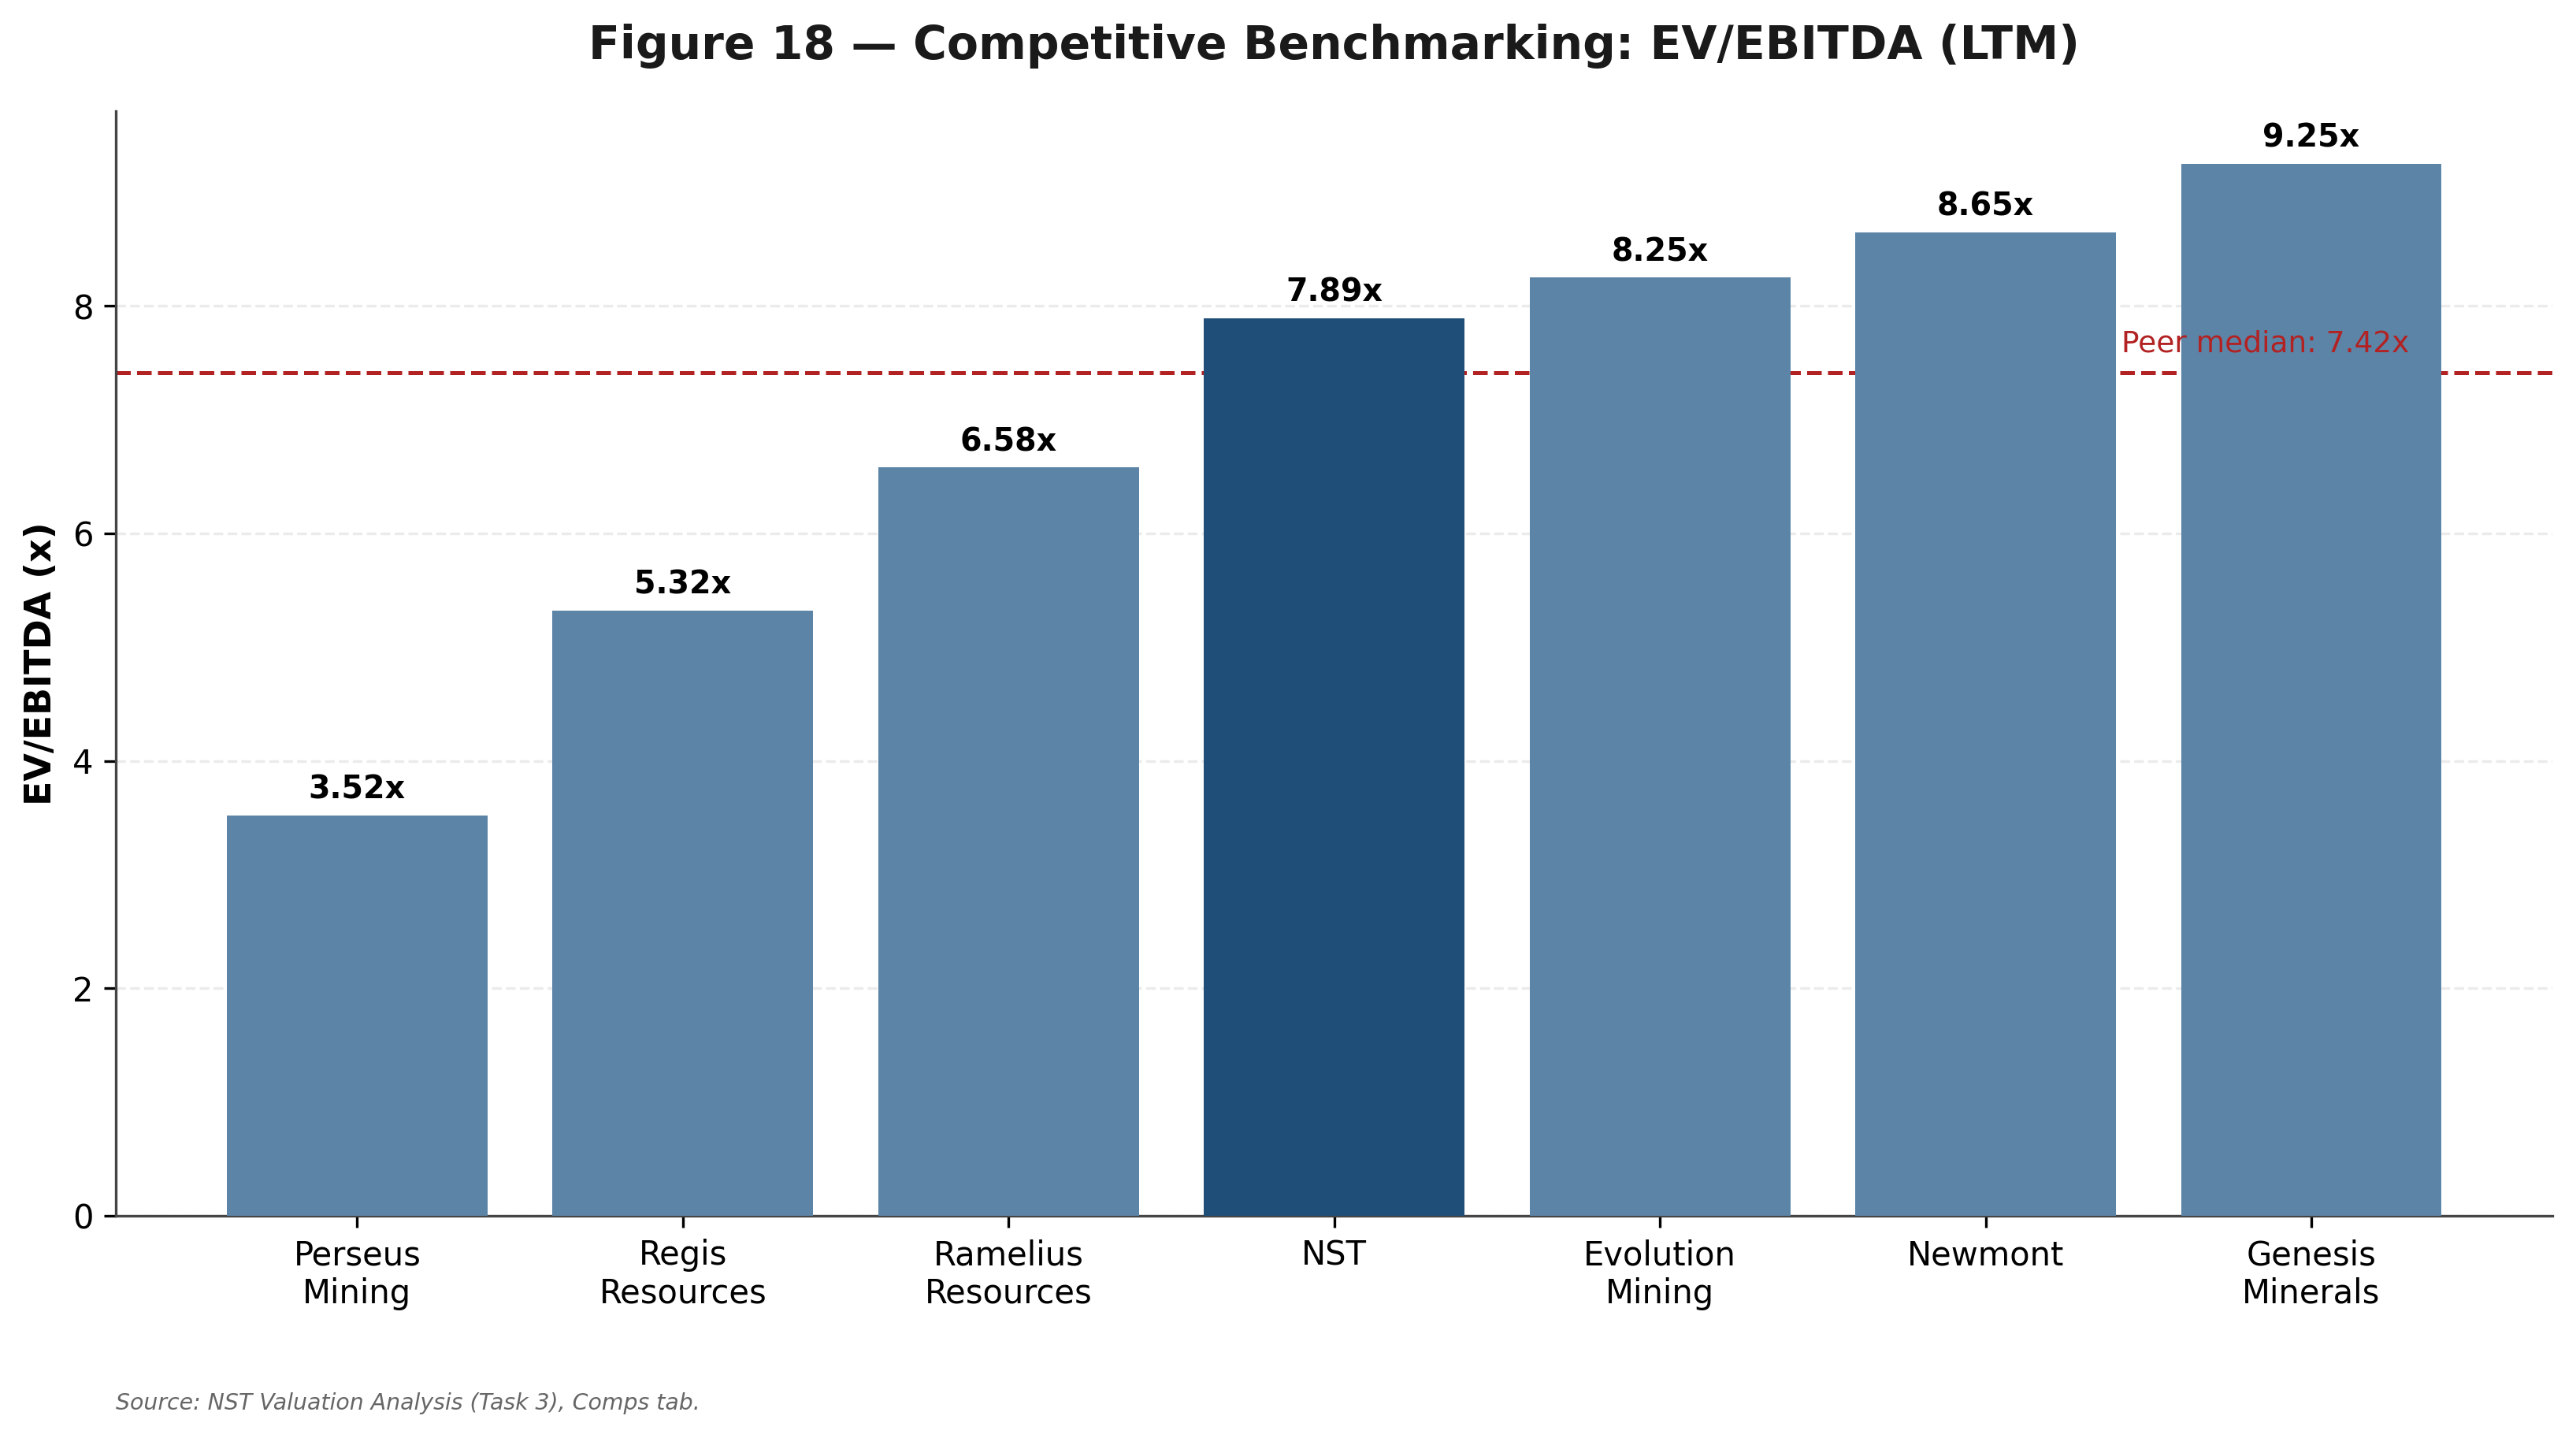 Figure 18 — Competitive Benchmarking: EV/EBITDA (LTM)
EV/EBITDA (x)
8
6
4
2
0
3.52x
5.32x
6.58x
7.89x
8.25x
8.65x
9.25x
Peer median: 7.42x
Perseus
Mining
Regis
Resources
Ramelius
Resources
NST
Evolution
Mining
Newmont
Genesis
Minerals
Source: NST Valuation Analysis (Task 3), Comps tab.